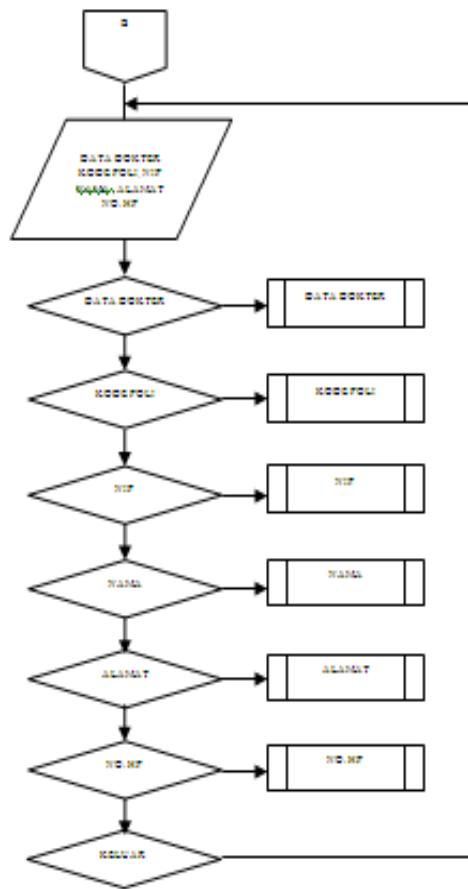 DATA DOKTER
KODE POLI, NIP
NAMA, ALAMAT
NO. HP
DATA DOKTER
DATA DOKTER
KODE POLI
KODE POLI
NIP
NIP
NAMA
NAMA
ALAMAT
ALAMAT
NO. HP
NO. HP
KELUAR